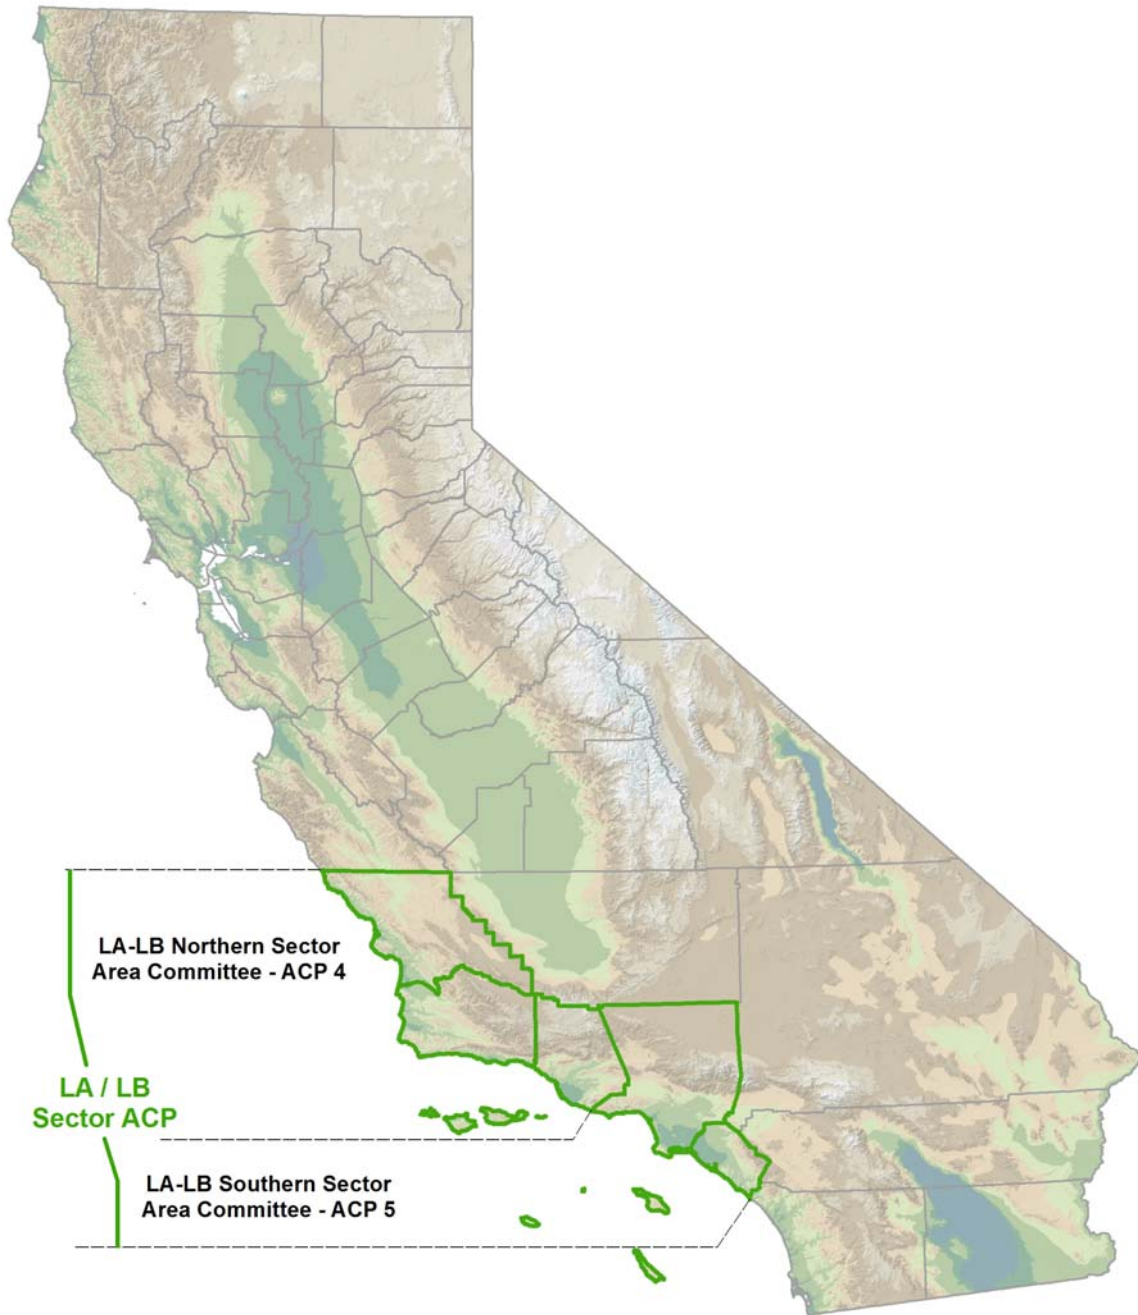 LA-LB Northern Sector
Area Committee - ACP 4
LA / LB
Sector ACP
LA-LB Southern Sector
Area Committee - ACP 5